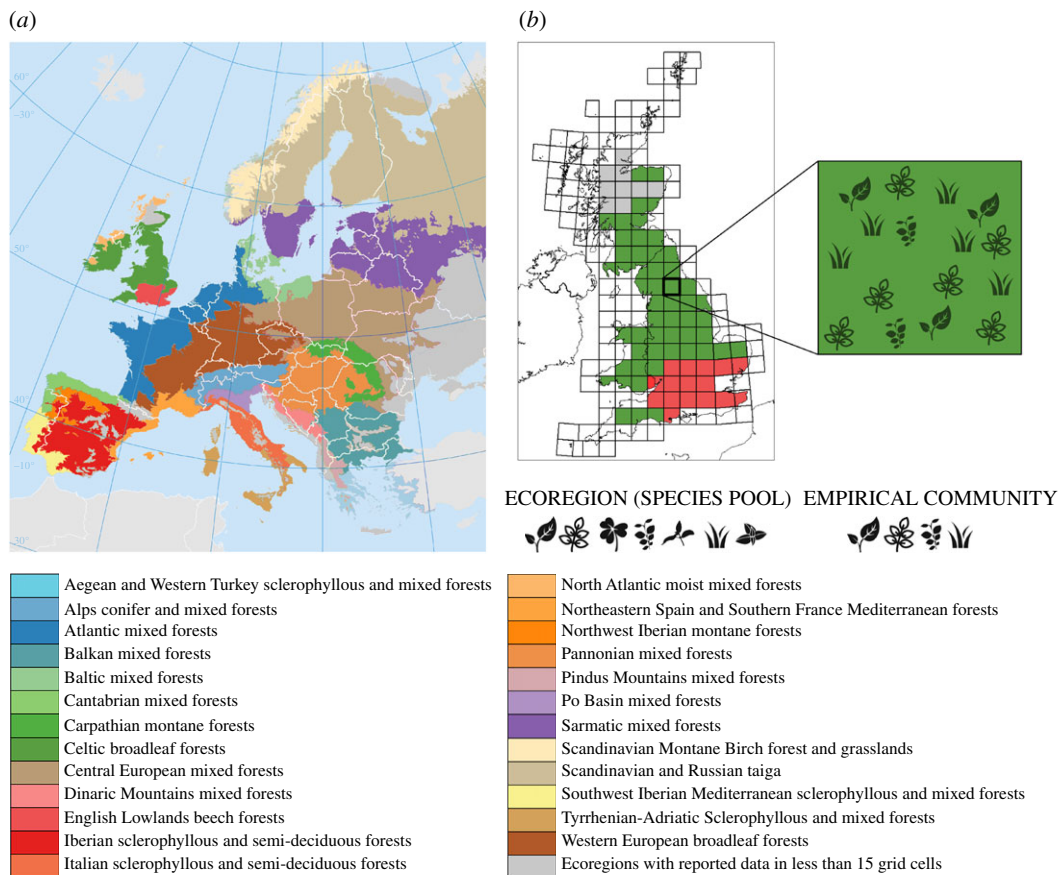 (a)
(b)
60°
–30°
50°
40°
–10°
30°
ECOREGION (SPECIES POOL) EMPIRICAL COMMUNITY
Aegean and Western Turkey sclerophyllous and mixed forests
Alps conifer and mixed forests
Atlantic mixed forests
Balkan mixed forests
Baltic mixed forests
Cantabrian mixed forests
Carpathian montane forests
Celtic broadleaf forests
Central European mixed forests
Dinaric Mountains mixed forests
English Lowlands beech forests
Iberian sclerophyllous and semi-deciduous forests
Italian sclerophyllous and semi-deciduous forests
North Atlantic moist mixed forests
Northeastern Spain and Southern France Mediterranean forests
Northwest Iberian montane forests
Pannonian mixed forests
Pindus Mountains mixed forests
Po Basin mixed forests
Sarmatic mixed forests
Scandinavian Montane Birch forest and grasslands
Scandinavian and Russian taiga
Southwest Iberian Mediterranean sclerophyllous and mixed forests
Tyrrhenian-Adriatic Sclerophyllous and mixed forests
Western European broadleaf forests
Ecoregions with reported data in less than 15 grid cells